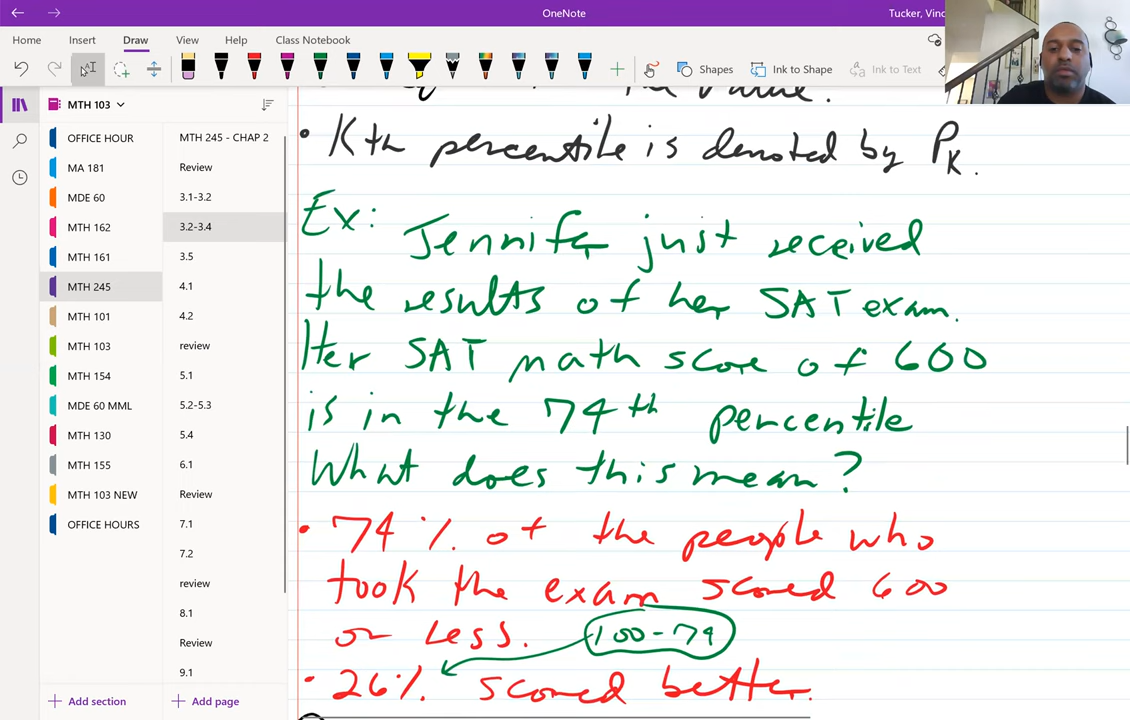 OneNote
Tucker, Vinc
Home Insert Draw View Help Class Notebook
Shapes Ink to Shape Ink to Text
MTH 103
OFFICE HOUR
MA 181
MDE 60
MTH 162
MTH 161
MTH 245
MTH 101
MTH 103
MTH 154
MDE 60 MML
MTH 130
MTH 155
MTH 103 NEW
OFFICE HOURS
Add section
MTH 245 - CHAP 2
Review
3.1-3.2
3.2-3.4
3.5
4.1
4.2
review
5.1
5.2-5.3
5.4
6.1
Review
7.1
7.2
review
8.1
Review
9.1
Add page
value.
• Kth percentile is denoted by PK.
Ex: Jennifer just received
the results of her SAT exam.
Her SAT math score of 600
is in the 74th percentile
What does this mean?
• 74% of the people who
took the exam scored 600
or less. 100-74
• 26% scored better.